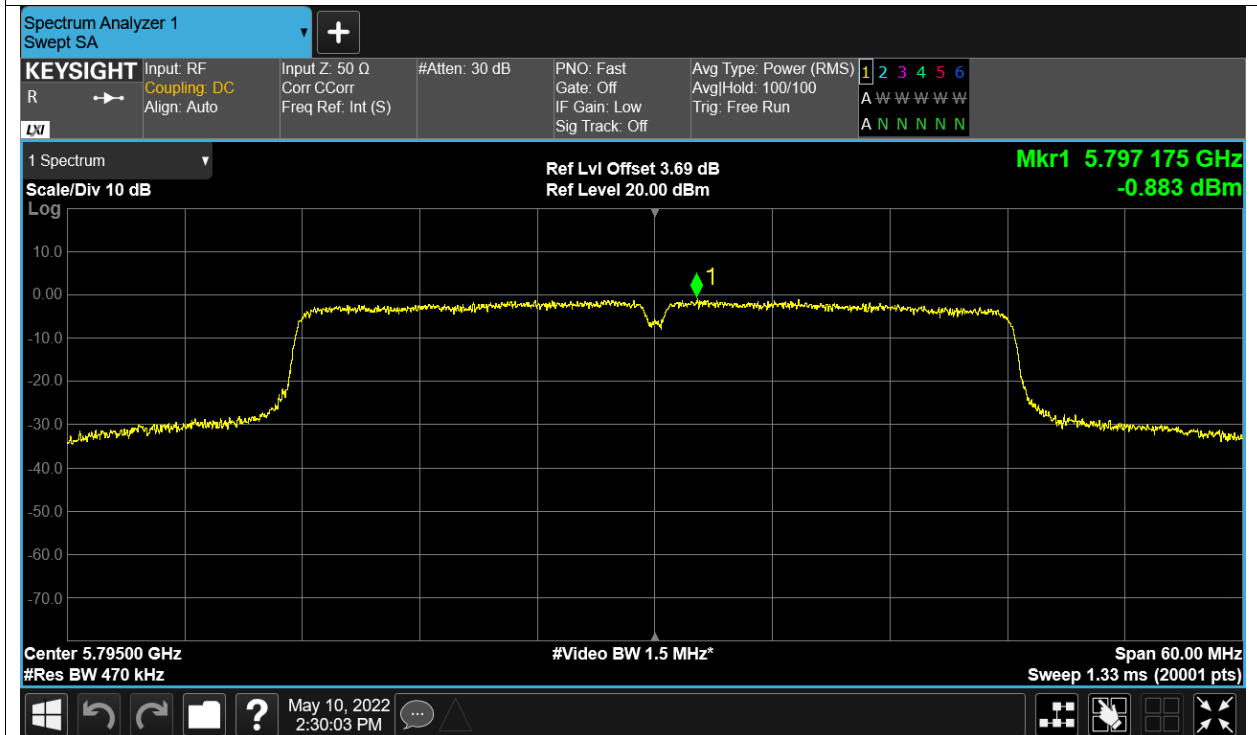 Spectrum Analyzer 1
Swept SA
+
KEYSIGHT
R
LXI
Input: RF
Coupling: DC
Align: Auto
Input Z: 50 Ω
Corr CCorr
Freq Ref: Int (S)
#Atten: 30 dB
PNO: Fast
Gate: Off
IF Gain: Low
Sig Track: Off
Avg Type: Power (RMS)
Avg|Hold: 100/100
Trig: Free Run
1 2 3 4 5 6
A W W W W W
A N N N N N
1 Spectrum
Scale/Div 10 dB
Log
Ref Lvl Offset 3.69 dB
Ref Level 20.00 dBm
Mkr1 5.797 175 GHz
-0.883 dBm
1
10.0
0.00
-10.0
-20.0
-30.0
-40.0
-50.0
-60.0
-70.0
Center 5.79500 GHz
#Res BW 470 kHz
#Video BW 1.5 MHz*
Span 60.00 MHz
Sweep 1.33 ms (20001 pts)
?
May 10, 2022
2:30:03 PM